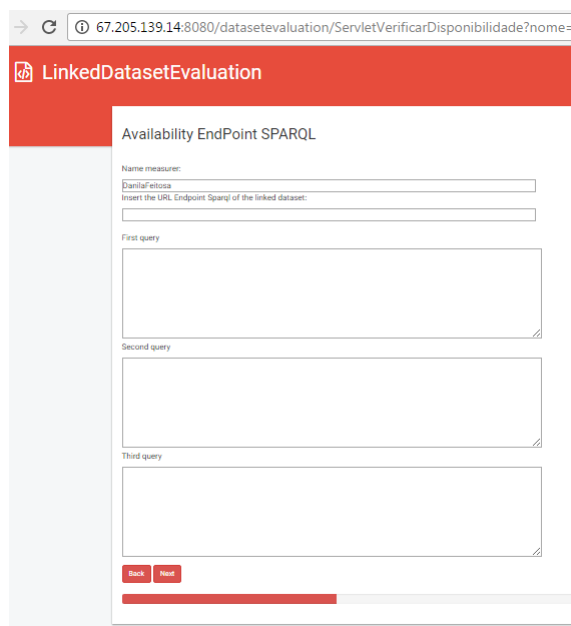 67.205.139.14:8080/datasetevaluation/ServletVerificarDisponibilidade?nome=
LinkedDatasetEvaluation
Availability EndPoint SPARQL
Name measurer:
DanilaFeitosa
Insert the URL Endpoint Sparql of the linked dataset:
First query
Second query
Third query
Back Next